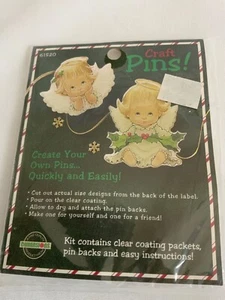 Craft
Pins!
Create Your
Own Pins...
Quickly and Easily!
• Cut out actual size designs from the back of the label.
• Pour on the clear coating.
• Allow to dry and attach the pin backs.
• Make one for yourself and one for a friend!
Kit contains clear coating packets,
pin backs and easy instructions!